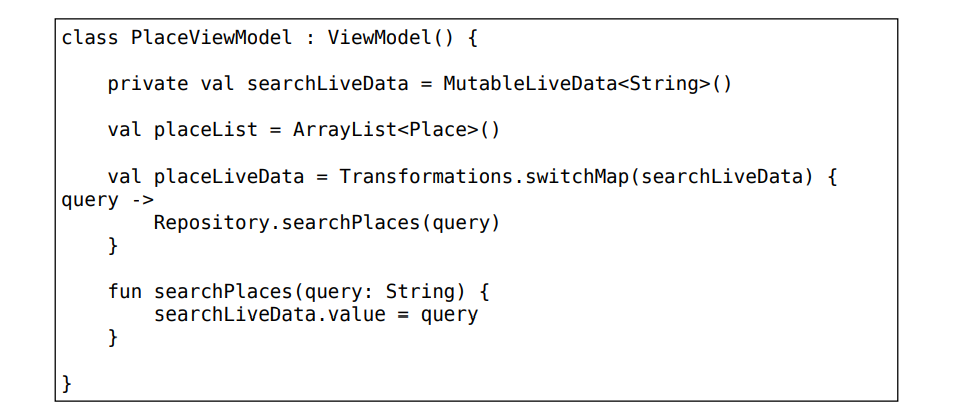 class PlaceViewModel : ViewModel() {
    private val searchLiveData = MutableLiveData<String>()
    val placeList = ArrayList<Place>()
    val placeLiveData = Transformations.switchMap(searchLiveData) {
query ->
        Repository.searchPlaces(query)
    }
    fun searchPlaces(query: String) {
        searchLiveData.value = query
    }
}